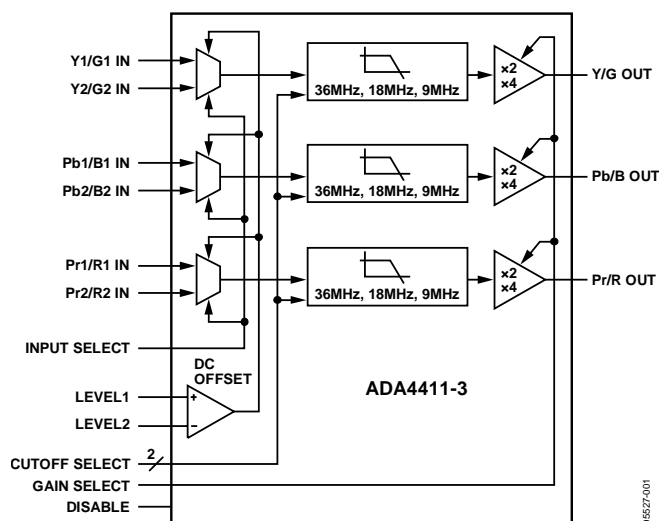 Y1/G1 IN
Y2/G2 IN
36MHz, 18MHz, 9MHz
×2
×4
Y/G OUT
Pb1/B1 IN
Pb2/B2 IN
36MHz, 18MHz, 9MHz
×2
×4
Pb/B OUT
Pr1/R1 IN
Pr2/R2 IN
36MHz, 18MHz, 9MHz
×2
×4
Pr/R OUT
INPUT SELECT
DC
OFFSET
LEVEL1
+
LEVEL2
–
ADA4411-3
CUTOFF SELECT
2
GAIN SELECT
DISABLE
05527-001